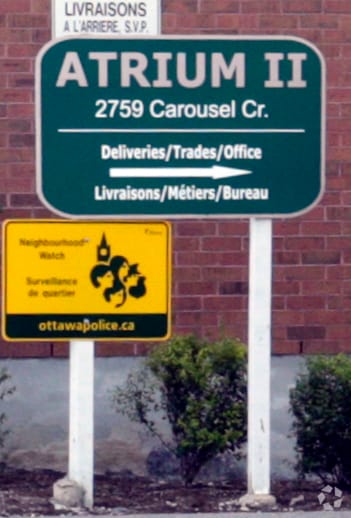 LIVRAISONS
A L'ARRIERE, S.V.P.
ATRIUM II
2759 Carousel Cr.
Deliveries/Trades/Office
Livraisons/Métiers/Bureau
Neighbourhood
Watch
Surveillance
de quartier
ottawapolice.ca